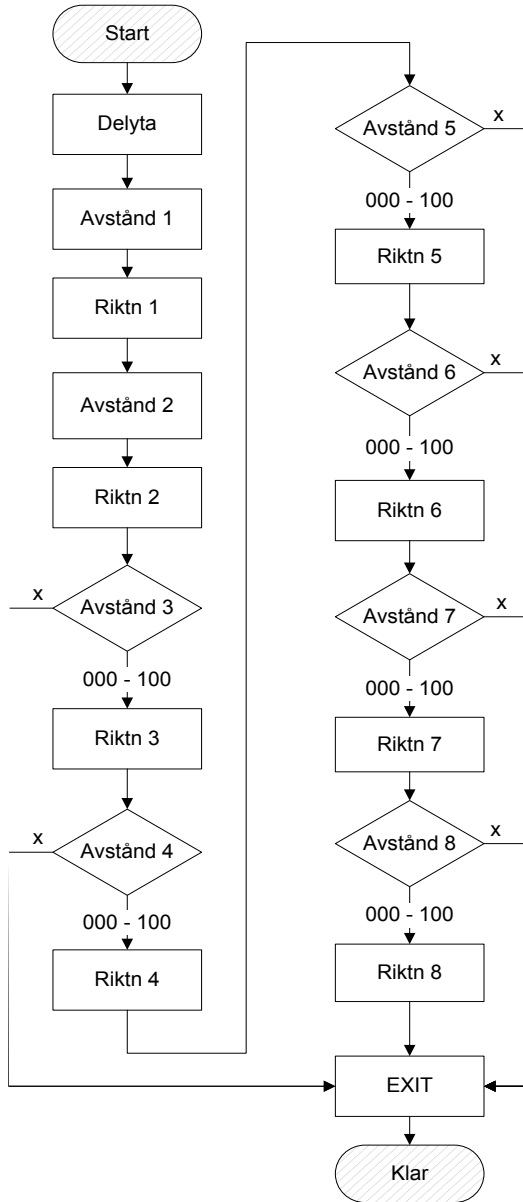 Start
Delyta
Avstånd 1
Riktn 1
Avstånd 2
Riktn 2
Avstånd 3
x
000 - 100
Riktn 3
Avstånd 4
x
000 - 100
Riktn 4
Avstånd 5
x
000 - 100
Riktn 5
Avstånd 6
x
000 - 100
Riktn 6
Avstånd 7
x
000 - 100
Riktn 7
Avstånd 8
x
000 - 100
Riktn 8
EXIT
Klar